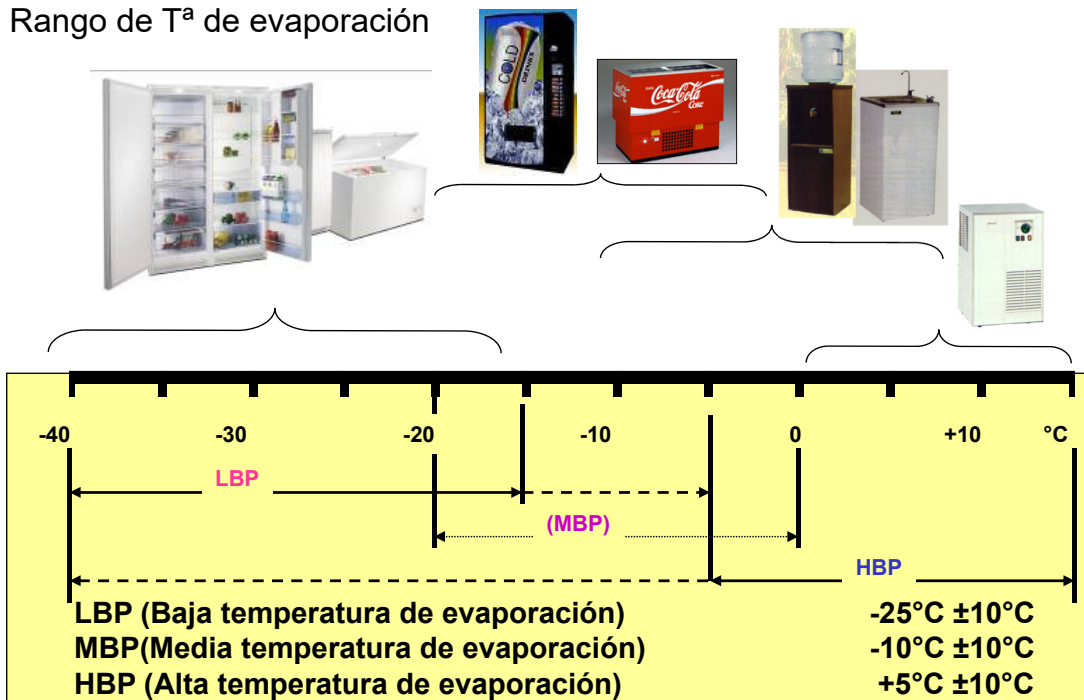 Rango de Tª de evaporación
COLD
DRINKS
Coca-Cola
Coke
-40 -30 -20 -10 0 +10 °C
LBP
(MBP)
HBP
LBP (Baja temperatura de evaporación) -25°C ±10°C
MBP(Media temperatura de evaporación) -10°C ±10°C
HBP (Alta temperatura de evaporación) +5°C ±10°C